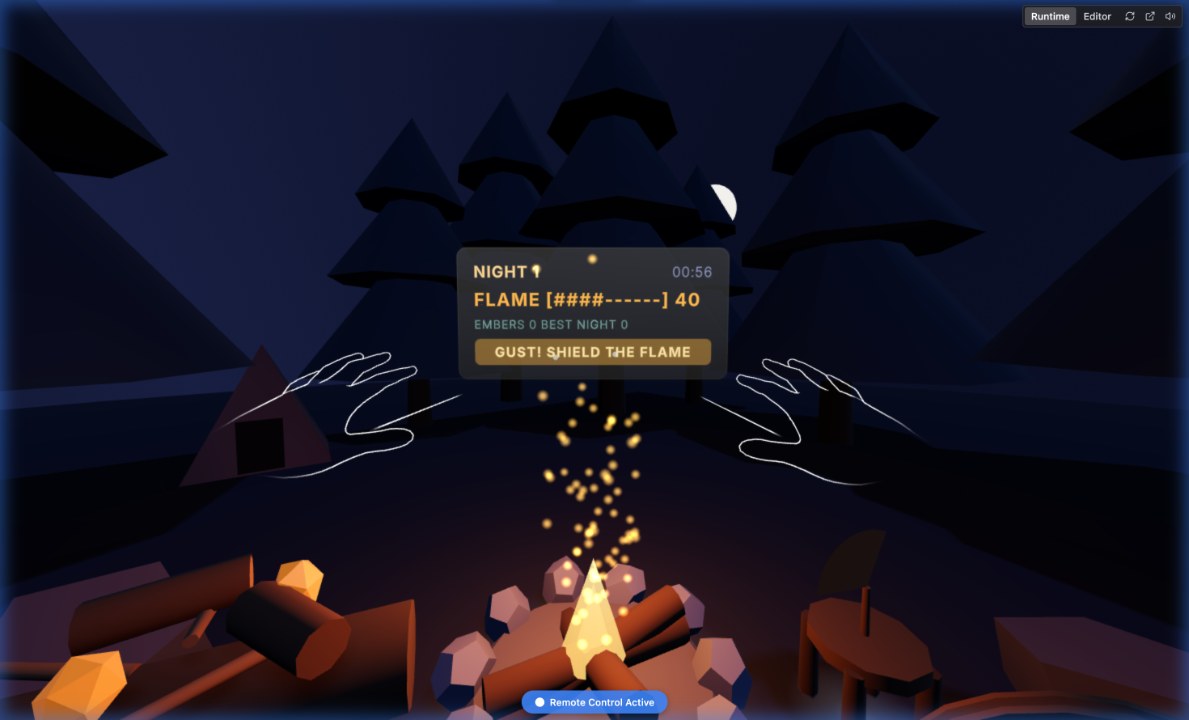 Runtime Editor
NIGHT 1 00:56
FLAME [####------] 40
EMBERS 0 BEST NIGHT 0
GUST! SHIELD THE FLAME
Remote Control Active